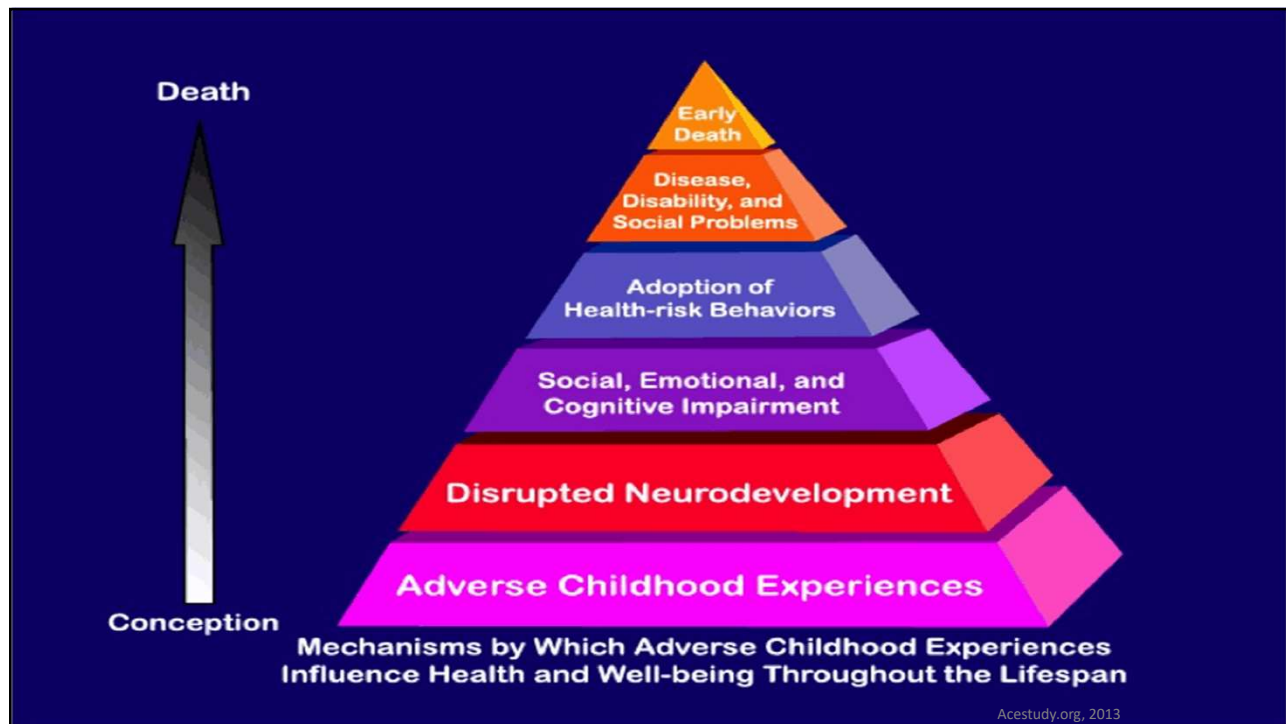 Death
Early
Death
Disease,
Disability, and
Social Problems
Adoption of
Health-risk Behaviors
Social, Emotional, and
Cognitive Impairment
Disrupted Neurodevelopment
Adverse Childhood Experiences
Conception
Mechanisms by Which Adverse Childhood Experiences
Influence Health and Well-being Throughout the Lifespan
Acestudy.org, 2013